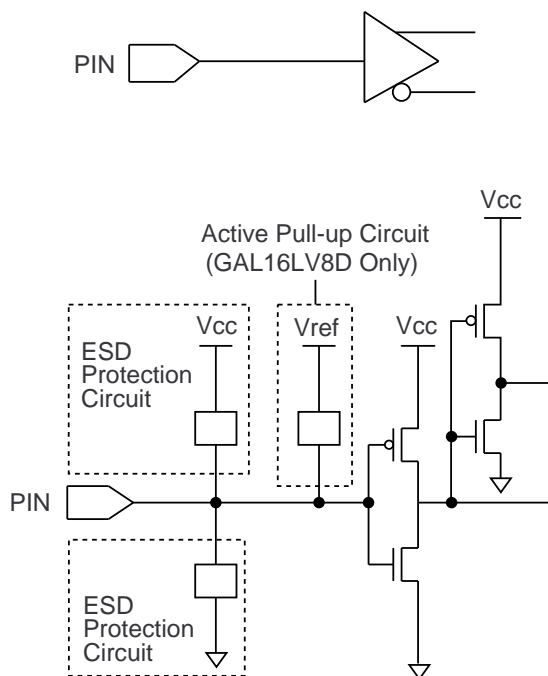 PIN
Vcc
Active Pull-up Circuit
(GAL16LV8D Only)
Vcc
Vref
Vcc
ESD
Protection
Circuit
PIN
ESD
Protection
Circuit